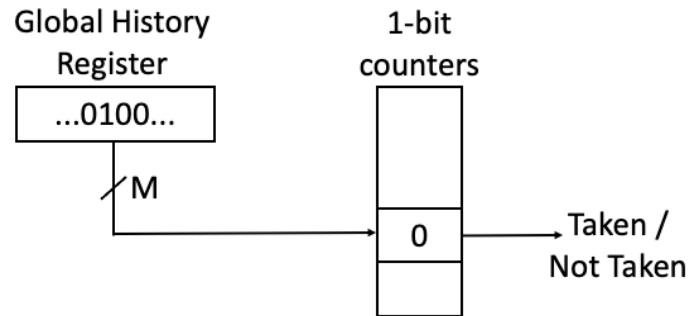 Global History
Register
...0100...
M
1-bit
counters
0
Taken /
Not Taken